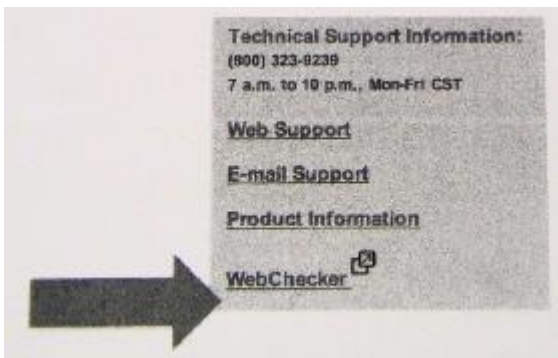 Technical Support Information:
(800) 323-9239
7 a.m. to 10 p.m., Mon-Fri CST
Web Support
E-mail Support
Product Information
WebChecker